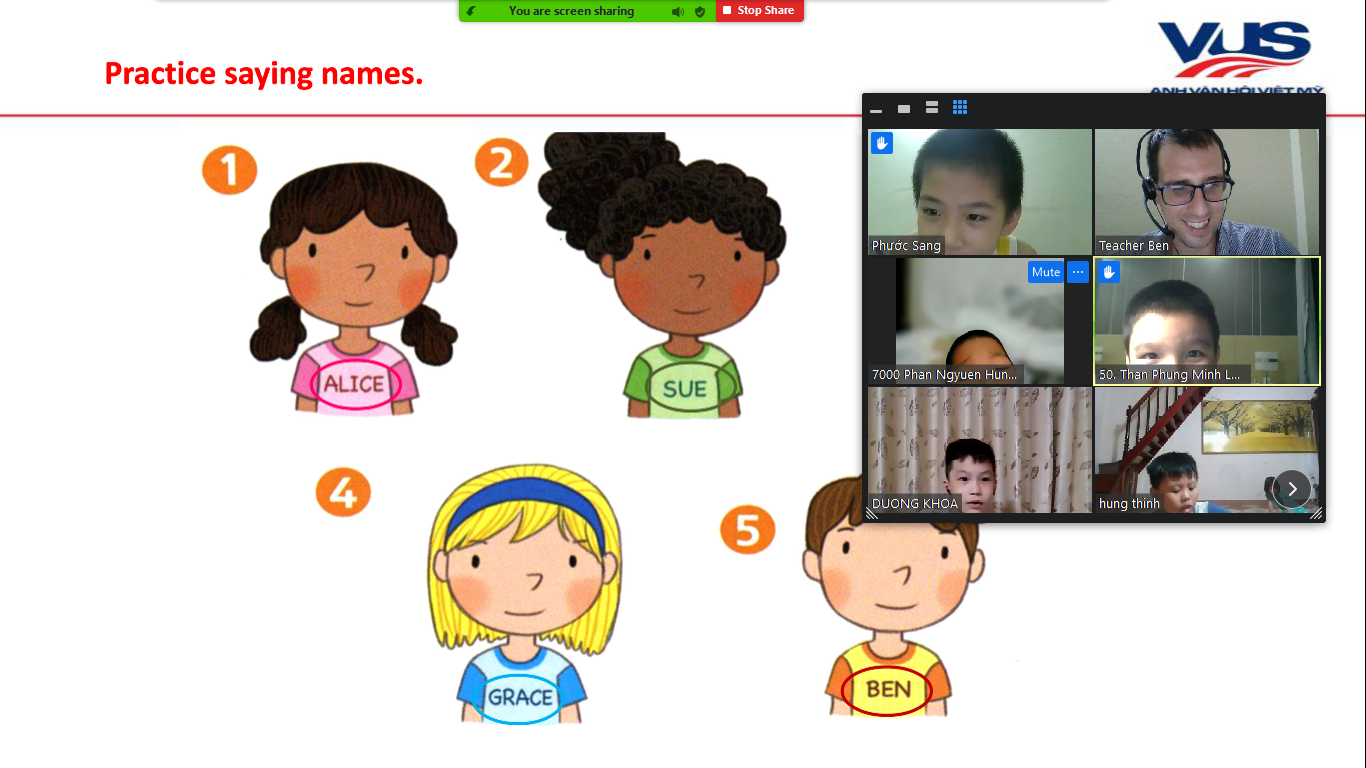 You are screen sharing
Stop Share
Practice saying names.
VUS
ANH VĂN HỘI VIỆT MỸ
1
2
ALICE
SUE
4
5
GRACE
BEN
Phước Sang
Teacher Ben
Mute
7000 Phan Ngyuen Hun...
50. Than Phung Minh L...
DUONG KHOA
hung thinh